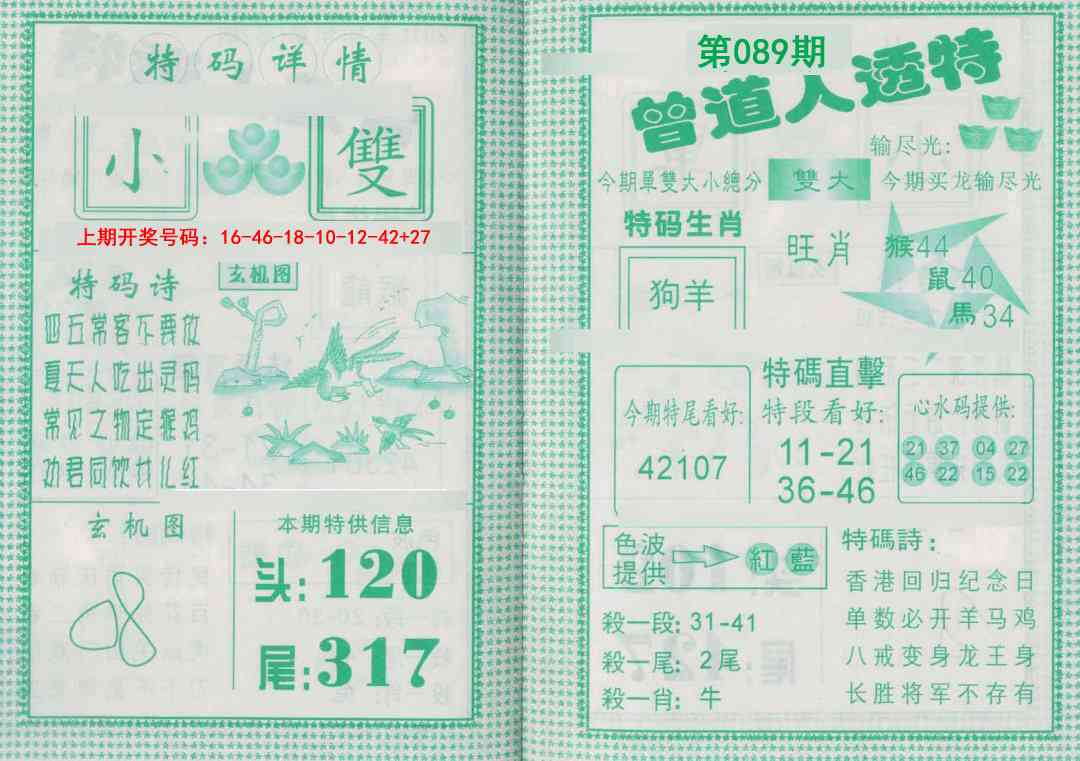 特码详情
小 雙
上期开奖号码：16-46-18-10-12-42+27
特码诗
四五常客不要放
夏天人吃出灵码
常见之物定猴鸡
劝君同饮女儿红
玄机图
玄机图
本期特供信息
头:120
尾:317
第089期
曾道人透特
输尽光:
今期單雙大小總分 雙大 今期买龙输尽光
特码生肖
狗羊
旺肖
猴44
鼠40
馬34
今期特尾看好:
42107
特碼直擊
特段看好:
11-21
36-46
心水码提供:
21 37 04 27
46 22 15 22
色波
提供
紅 藍
殺一段: 31-41
殺一尾: 2尾
殺一肖: 牛
特碼詩:
香港回归纪念日
单数必开羊马鸡
八戒变身龙王身
长胜将军不存有